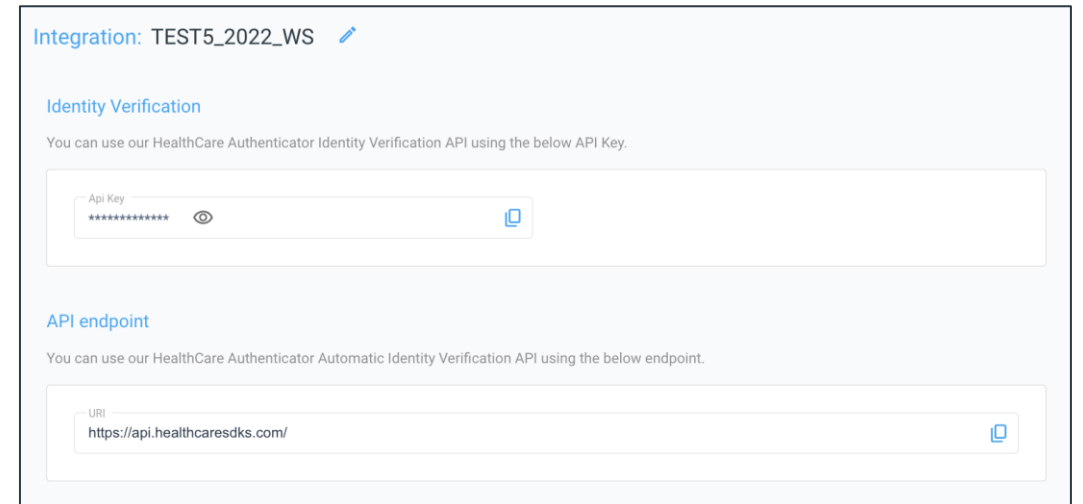 Integration: TEST5_2022_WS
Identity Verification
You can use our HealthCare Authenticator Identity Verification API using the below API Key.
Api Key
*************
API endpoint
You can use our HealthCare Authenticator Automatic Identity Verification API using the below endpoint.
URI
https://api.healthcaresdks.com/